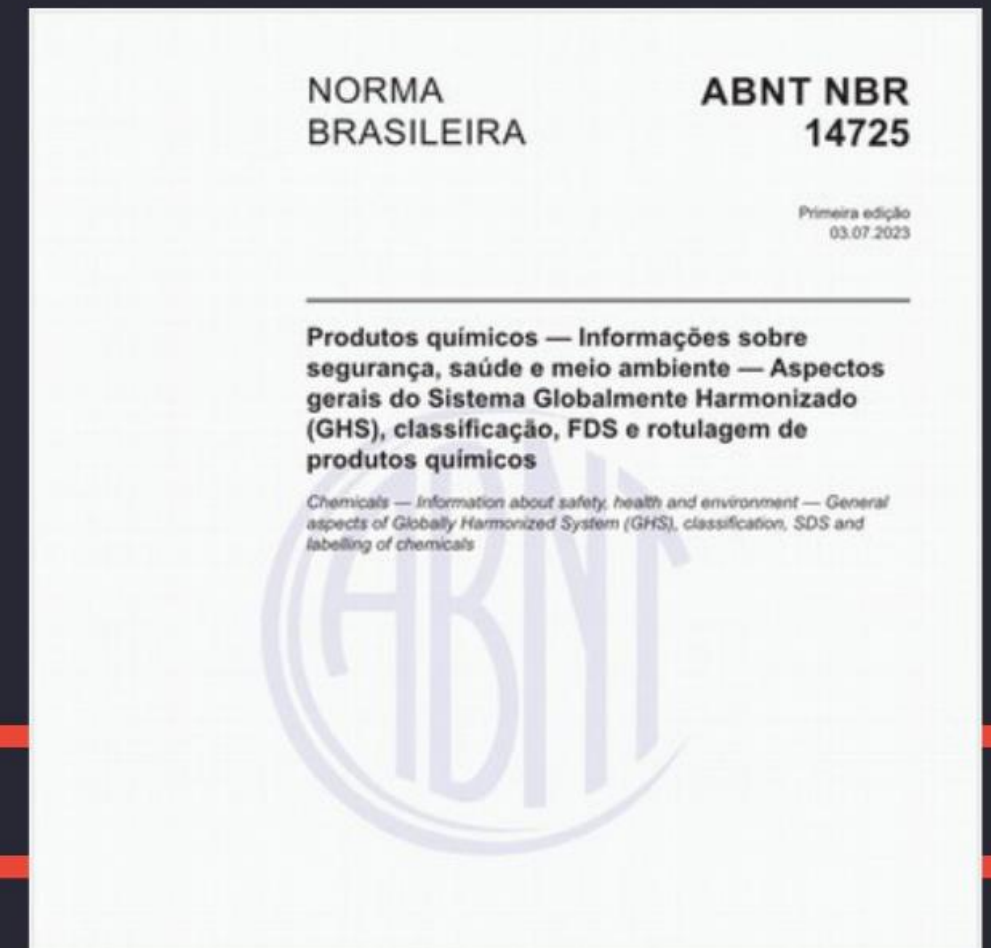 NORMA
BRASILEIRA
ABNT NBR
14725
Primeira edição
03.07.2023
Produtos químicos — Informações sobre
segurança, saúde e meio ambiente — Aspectos
gerais do Sistema Globalmente Harmonizado
(GHS), classificação, FDS e rotulagem de
produtos químicos
Chemicals — Information about safety, health and environment — General
aspects of Globally Harmonized System (GHS), classification, SDS and
labelling of chemicals
ABNT